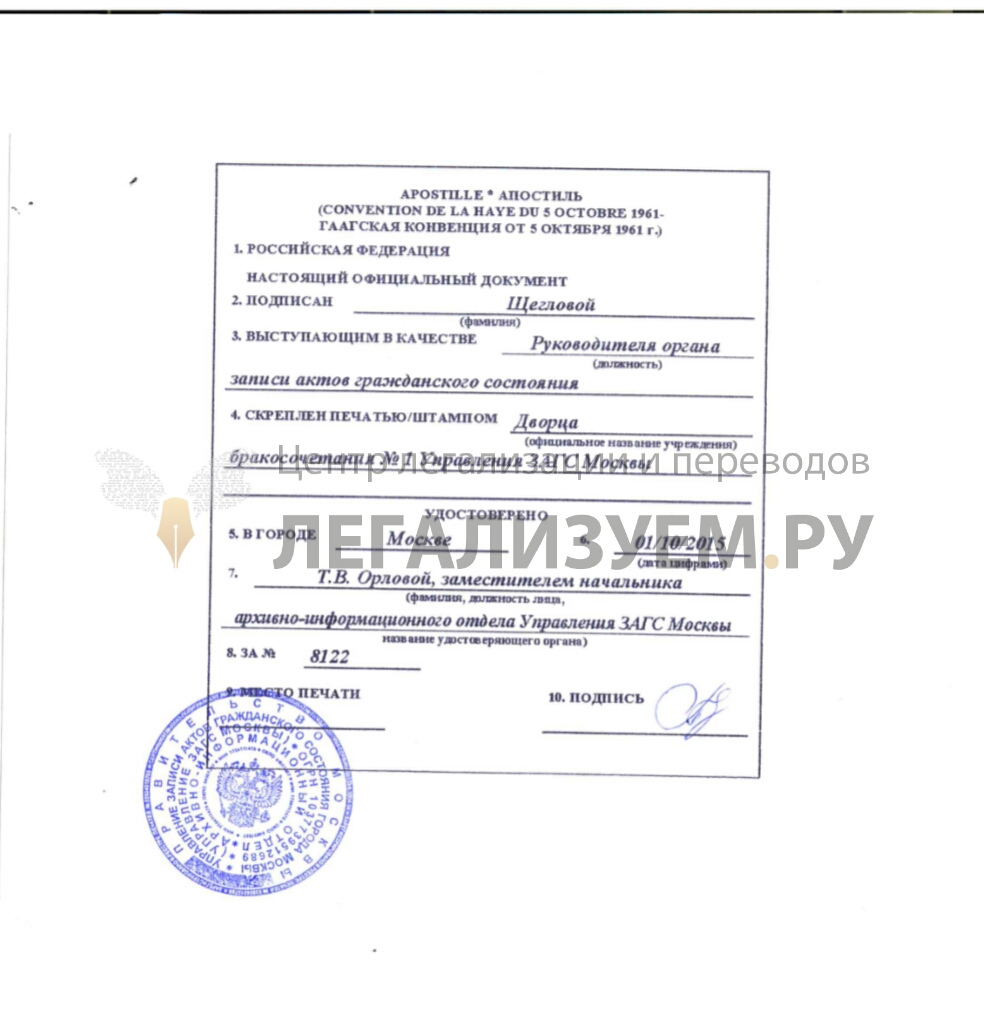 APOSTILLE * АПОСТИЛЬ
(CONVENTION DE LA HAYE DU 5 OCTOBRE 1961-
ГААГСКАЯ КОНВЕНЦИЯ ОТ 5 ОКТЯБРЯ 1961 г.)
1. РОССИЙСКАЯ ФЕДЕРАЦИЯ
НАСТОЯЩИЙ ОФИЦИАЛЬНЫЙ ДОКУМЕНТ
2. ПОДПИСАН Щегловой
(фамилия)
3. ВЫСТУПАЮЩИМ В КАЧЕСТВЕ Руководителя органа
(должность)
записи актов гражданского состояния
4. СКРЕПЛЕН ПЕЧАТЬЮ/ШТАМПОМ Дворца
(официальное название учреждения)
бракосочетания № 1 Управления ЗАГС Москвы
Центр легализации и переводов
УДОСТОВЕРЕНО
ЛЕГАЛИЗУЕМ.РУ
5. В ГОРОДЕ Москве 6. 01/10/2015
(дата цифрами)
7. Т.В. Орловой, заместителем начальника
(фамилия, должность лица,
архивно-информационного отдела Управления ЗАГС Москвы
название удостоверяющего органа)
8. ЗА № 8122
9. МЕСТО ПЕЧАТИ 10. ПОДПИСЬ
ПРАВИТЕЛЬСТВО МОСКВЫ
УПРАВЛЕНИЕ ЗАПИСИ АКТОВ ГРАЖДАНСКОГО СОСТОЯНИЯ ГОРОДА МОСКВЫ *
(УПРАВЛЕНИЕ ЗАГС МОСКВЫ) * ОГРН 1037739512689 *
АРХИВНО-ИНФОРМАЦИОННЫЙ ОТДЕЛ *